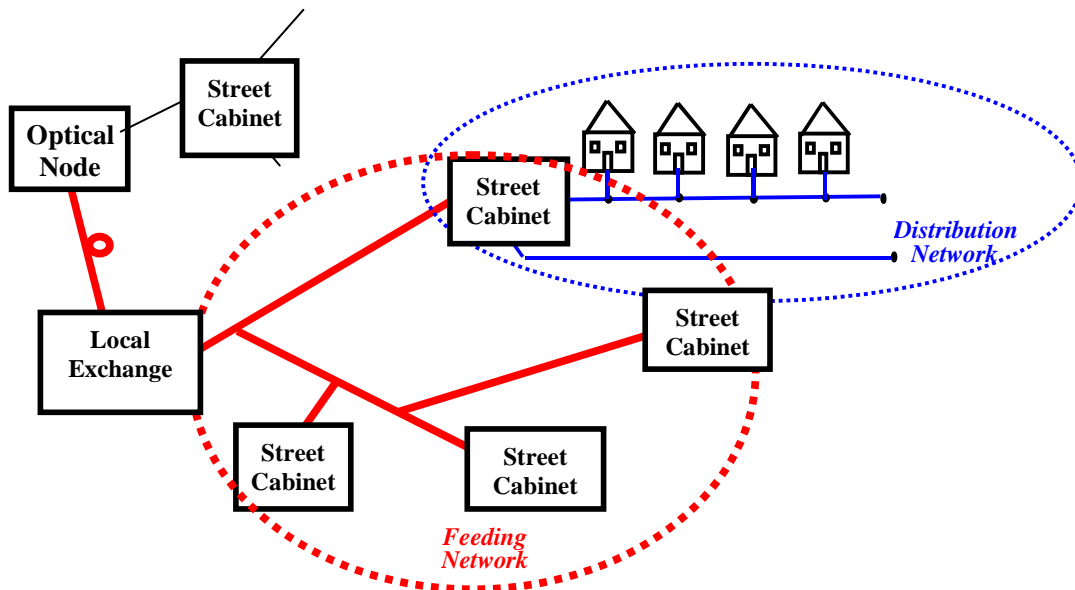 Street
Cabinet
Optical
Node
Street
Cabinet
Distribution
Network
Street
Cabinet
Local
Exchange
Street
Cabinet
Street
Cabinet
Feeding
Network